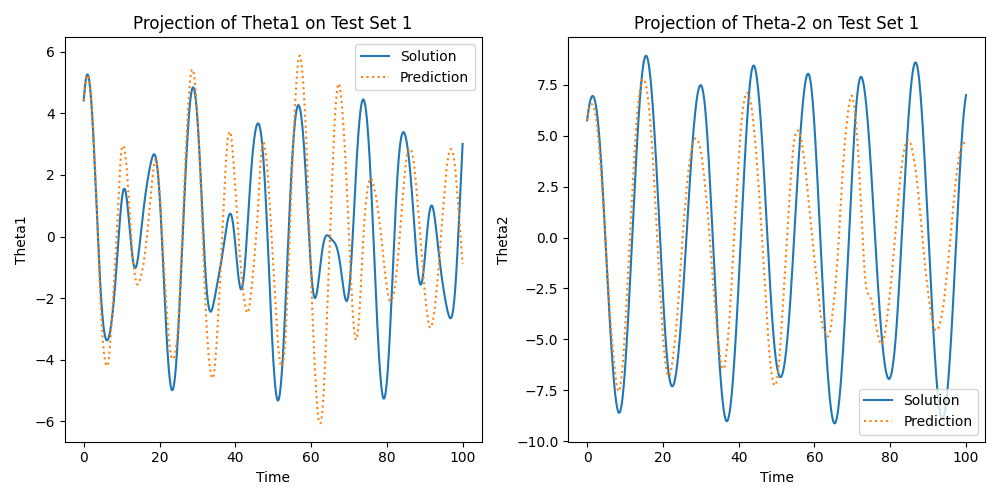 Projection of Theta1 on Test Set 1
Solution
Prediction
6
4
2
0
−2
−4
−6
Theta1
0 20 40 60 80 100
Time
Projection of Theta-2 on Test Set 1
7.5
5.0
2.5
0.0
−2.5
−5.0
−7.5
−10.0
Theta2
Solution
Prediction
0 20 40 60 80 100
Time